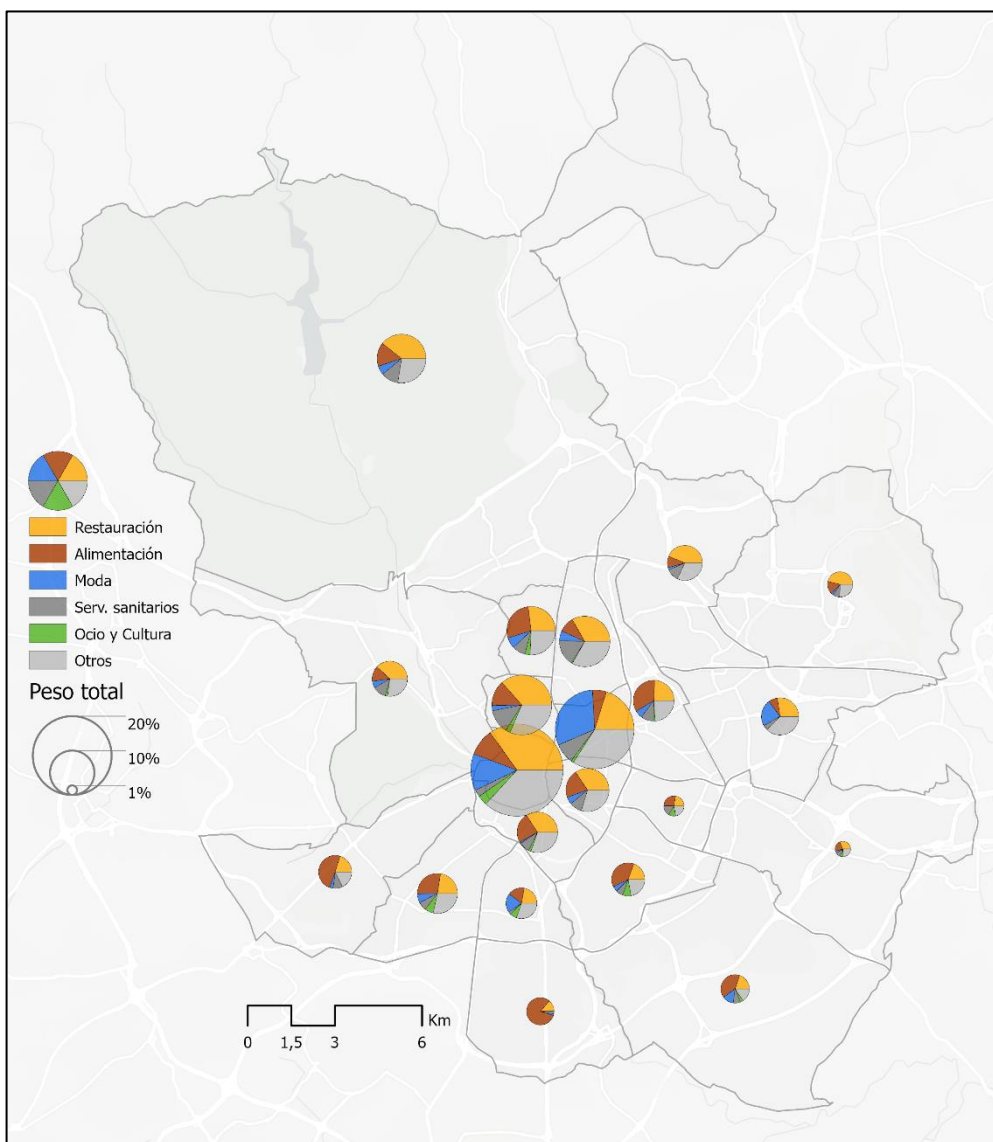 Restauración
Alimentación
Moda
Serv. sanitarios
Ocio y Cultura
Otros
Peso total
20%
10%
1%
Km
0 1,5 3 6